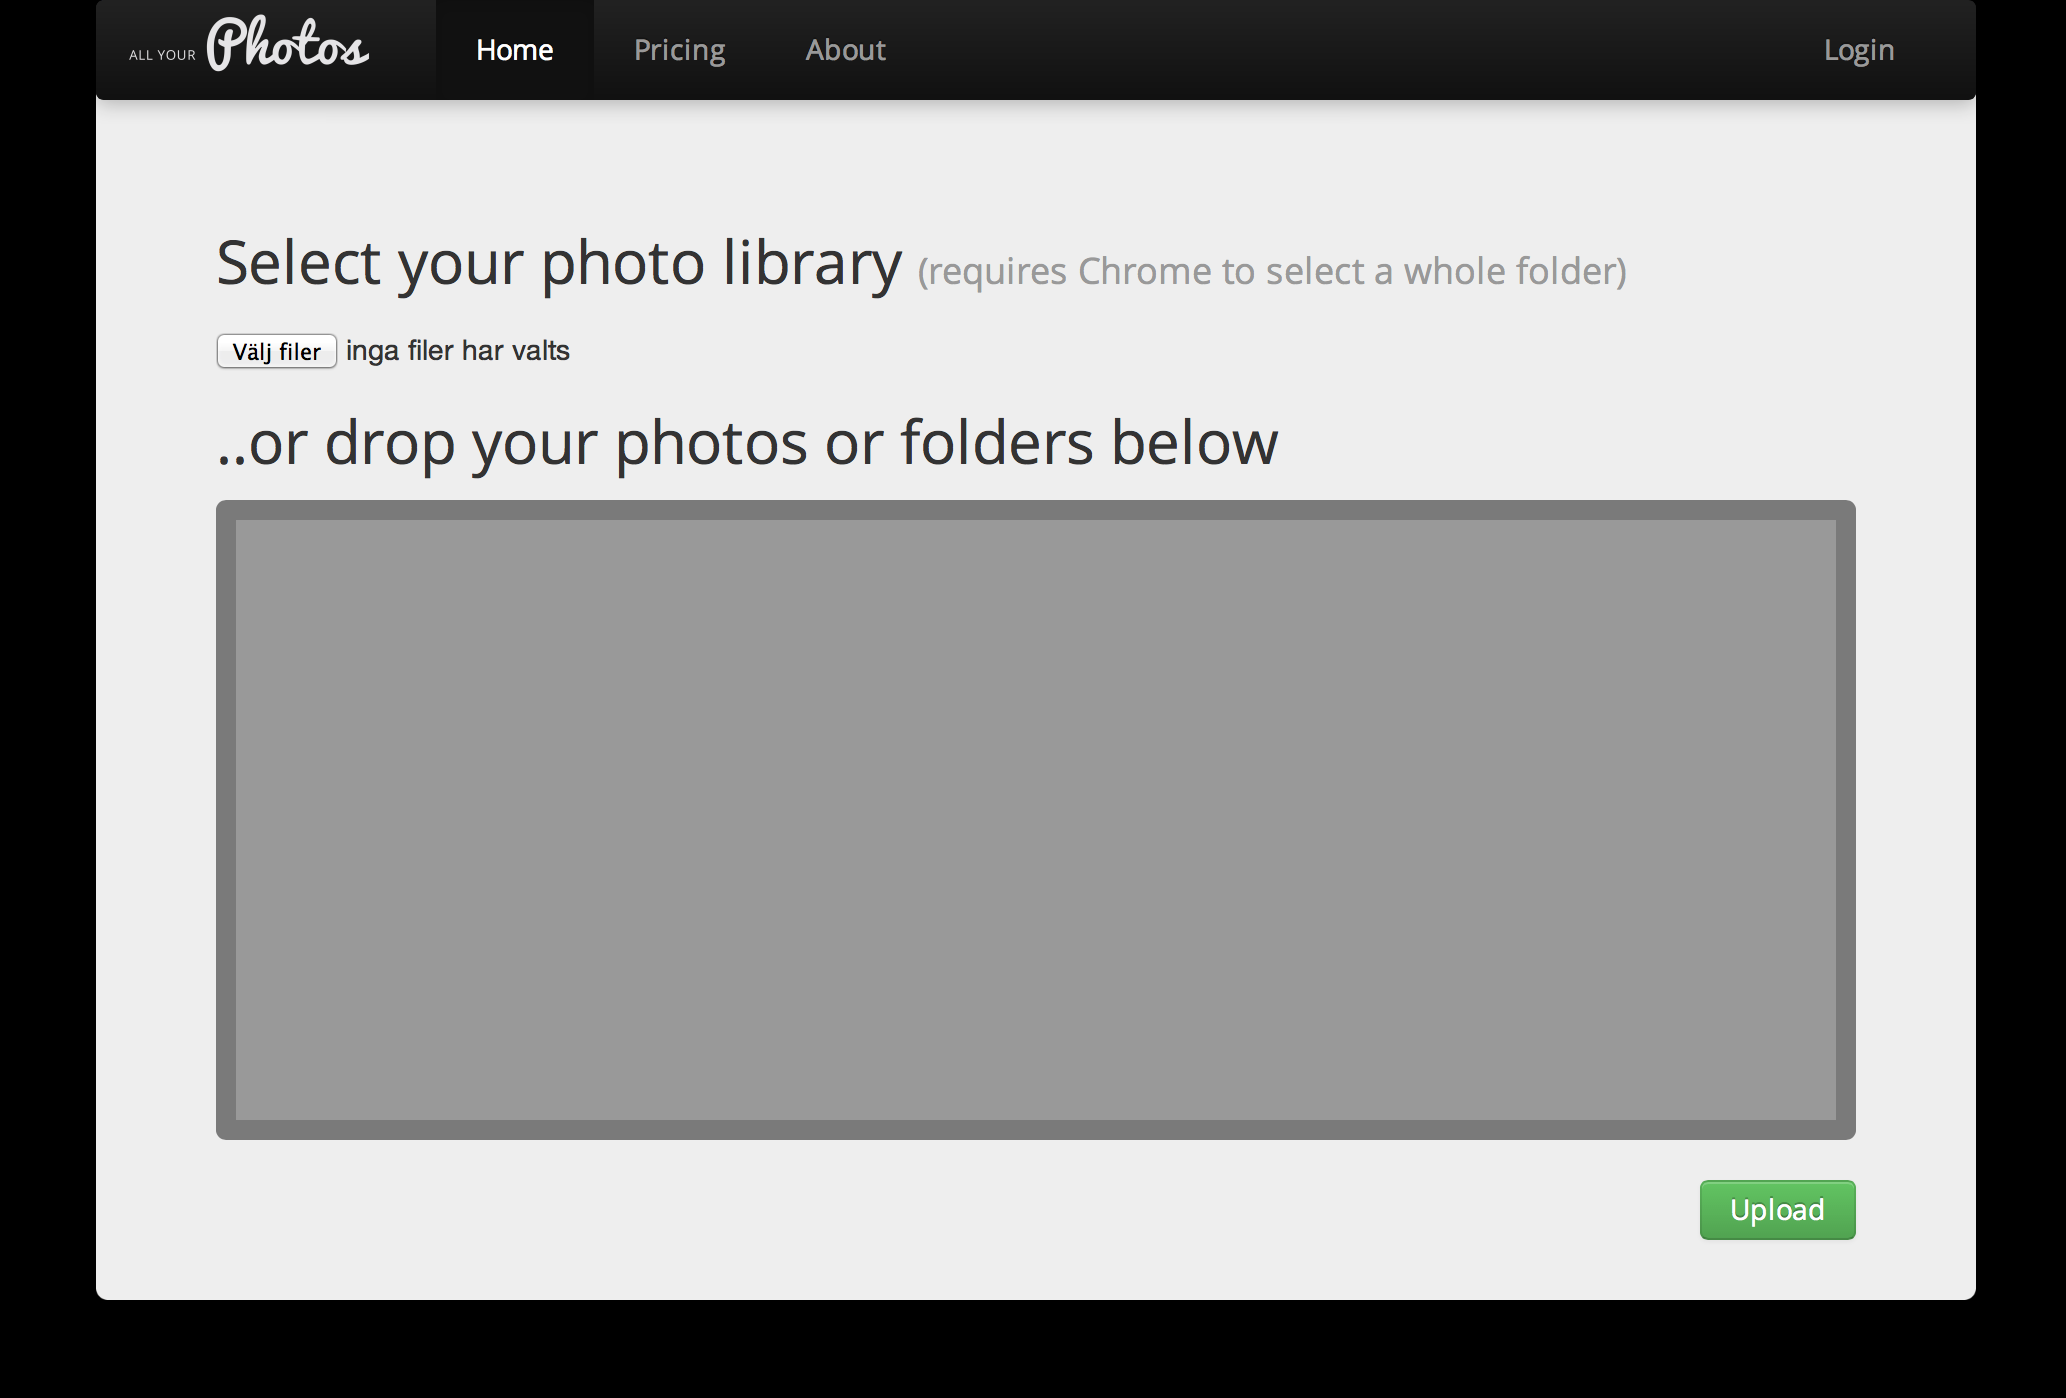 ALL YOUR Photos Home Pricing About Login
Select your photo library (requires Chrome to select a whole folder)
Välj filer inga filer har valts
..or drop your photos or folders below
Upload